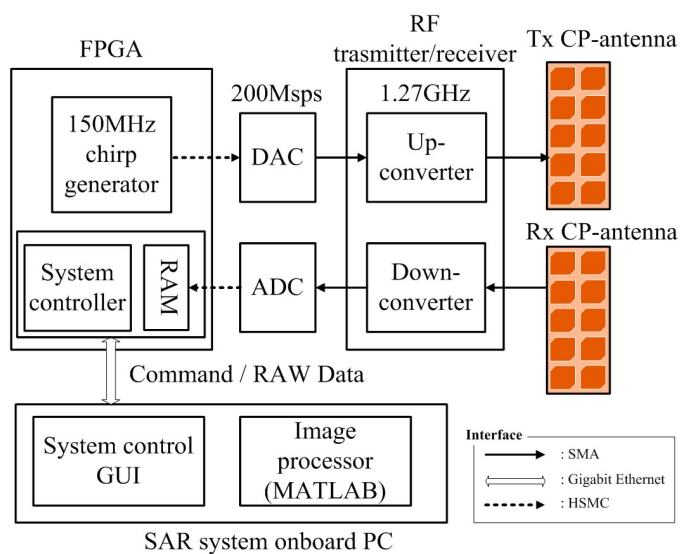 FPGA
RF
trasmitter/receiver
Tx CP-antenna
200Msps
1.27GHz
150MHz
chirp
generator
DAC
Up-
converter
Rx CP-antenna
System
controller
RAM
ADC
Down-
converter
Command / RAW Data
System control
GUI
Image
processor
(MATLAB)
SAR system onboard PC
Interface
: SMA
: Gigabit Ethernet
: HSMC